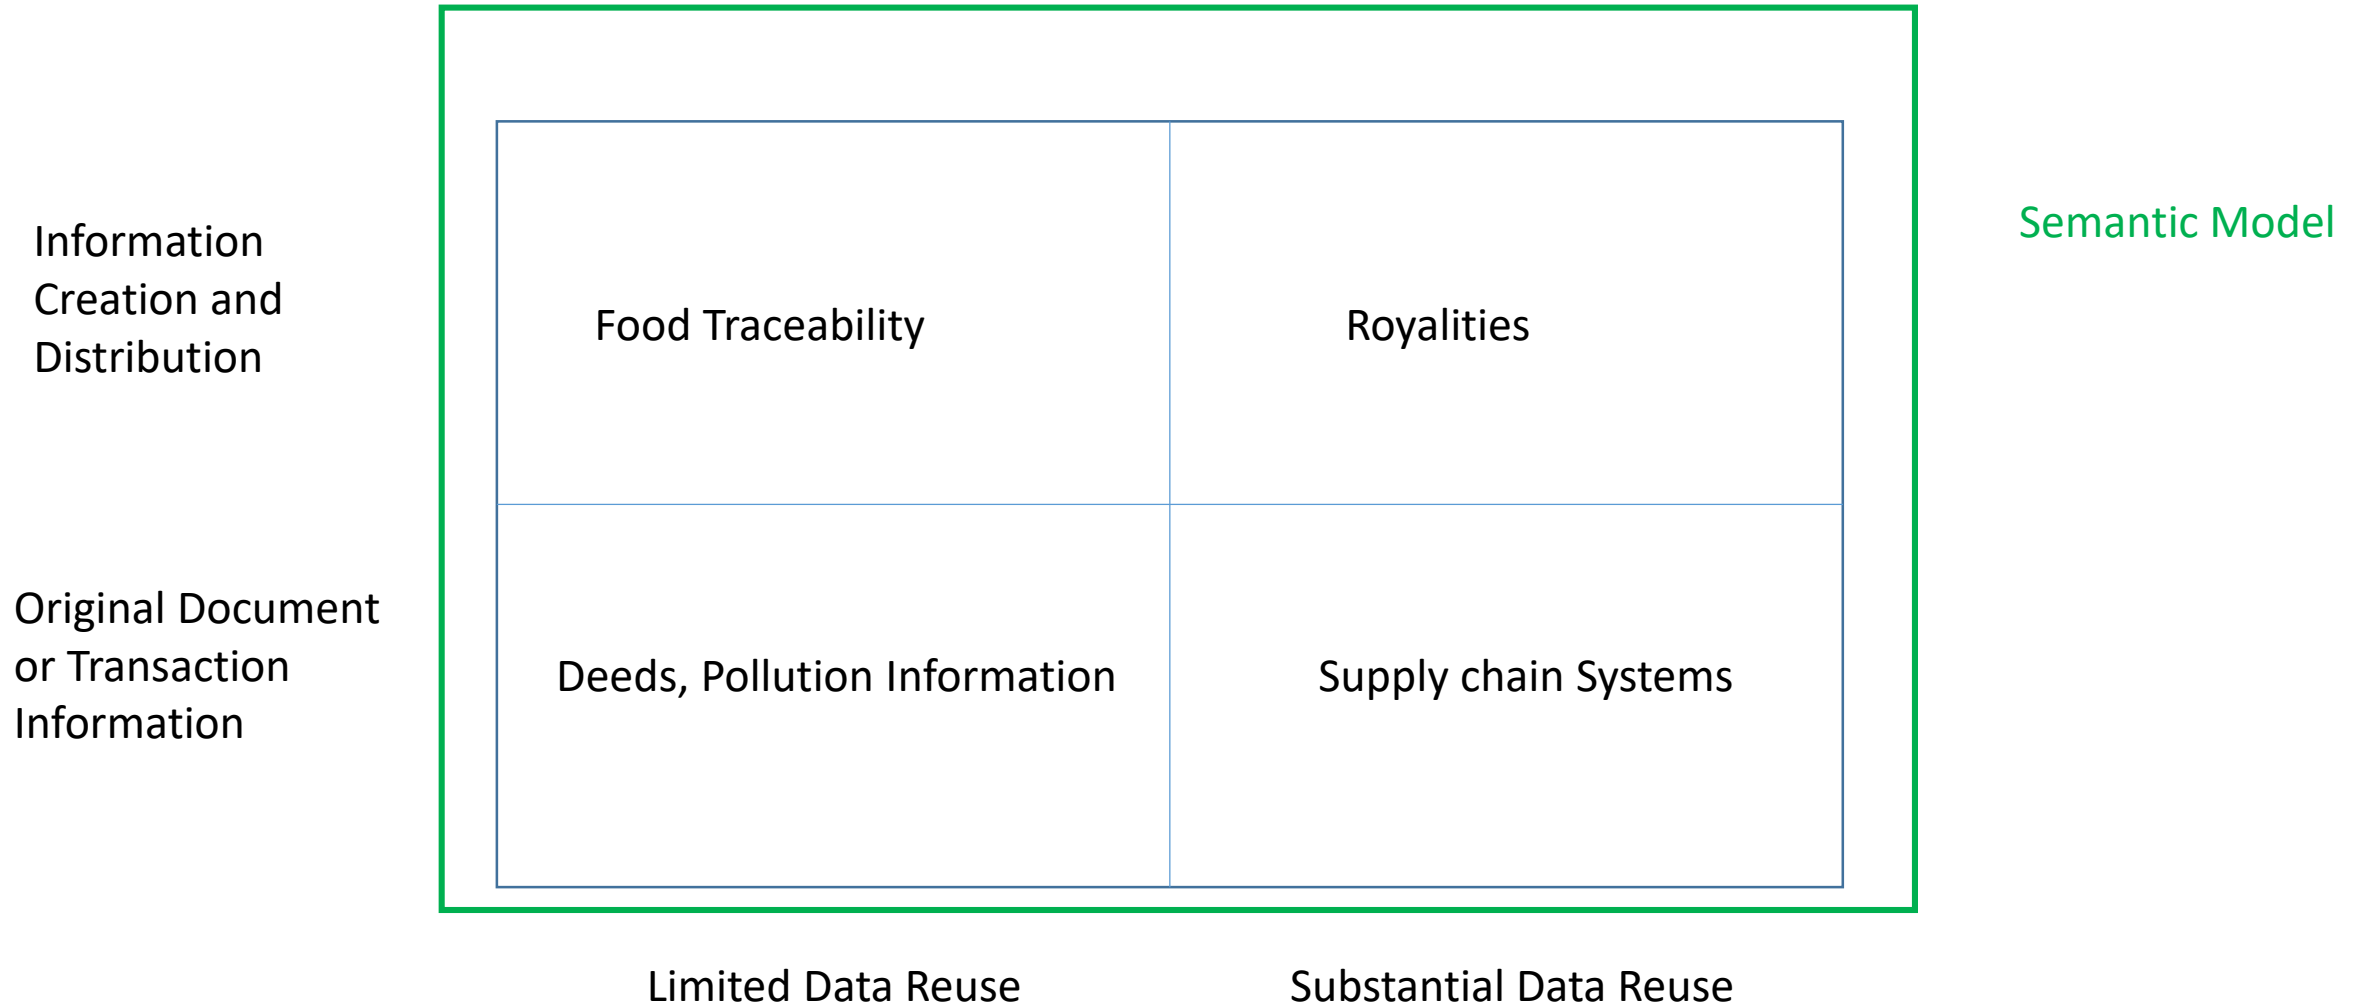 Semantic Model
Information
Creation and
Distribution
Food Traceability
Royalities
Original Document
or Transaction
Information
Deeds, Pollution Information
Supply chain Systems
Limited Data Reuse
Substantial Data Reuse